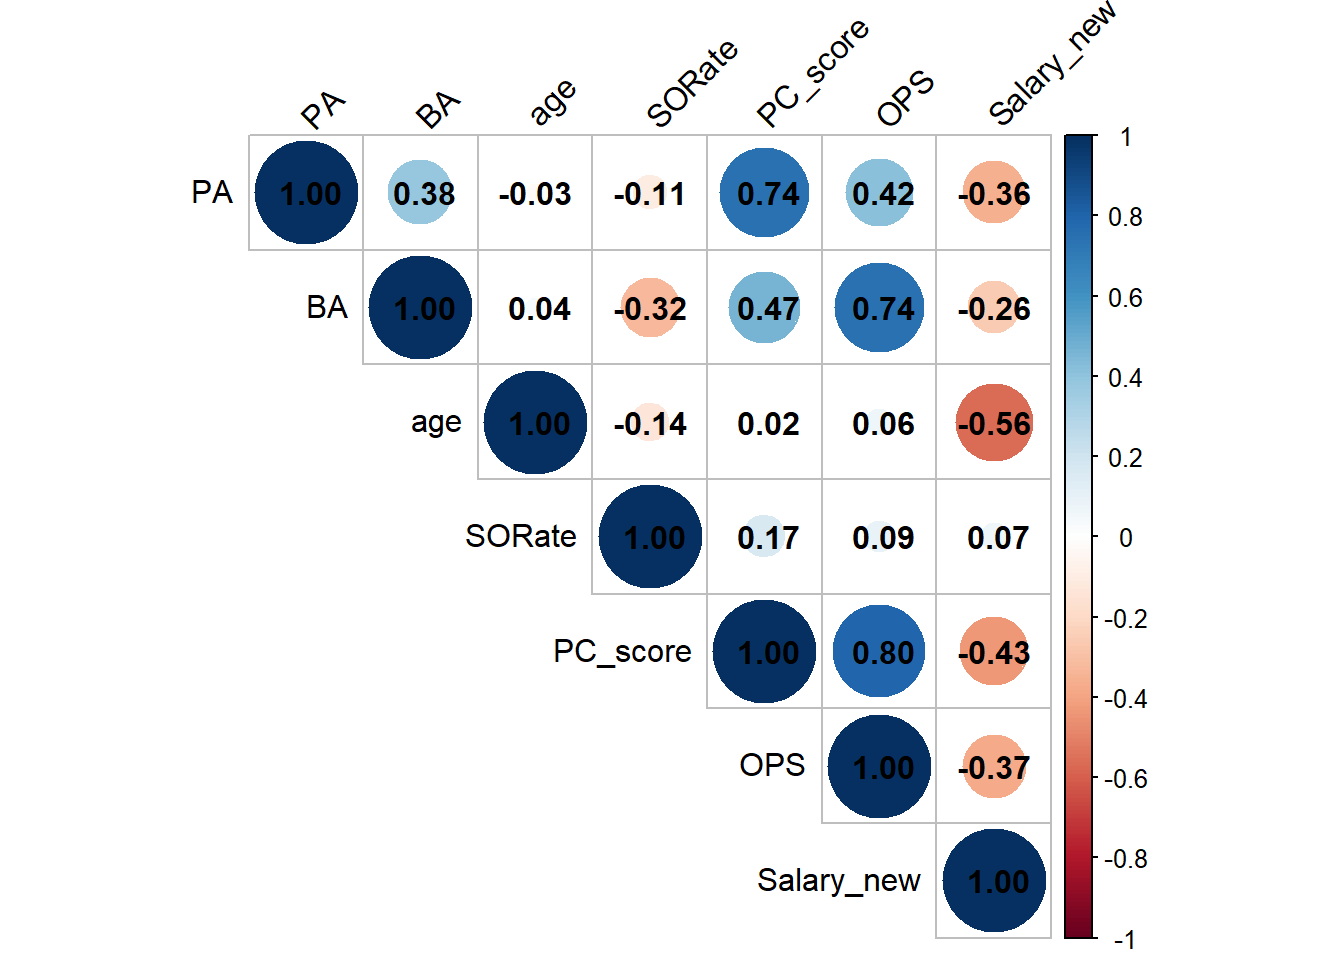 PA BA age SORate PC_score OPS Salary_new
PA 1.00 0.38 -0.03 -0.11 0.74 0.42 -0.36
BA 1.00 0.04 -0.32 0.47 0.74 -0.26
age 1.00 -0.14 0.02 0.06 -0.56
SORate 1.00 0.17 0.09 0.07
PC_score 1.00 0.80 -0.43
OPS 1.00 -0.37
Salary_new 1.00
1
0.8
0.6
0.4
0.2
0
-0.2
-0.4
-0.6
-0.8
-1